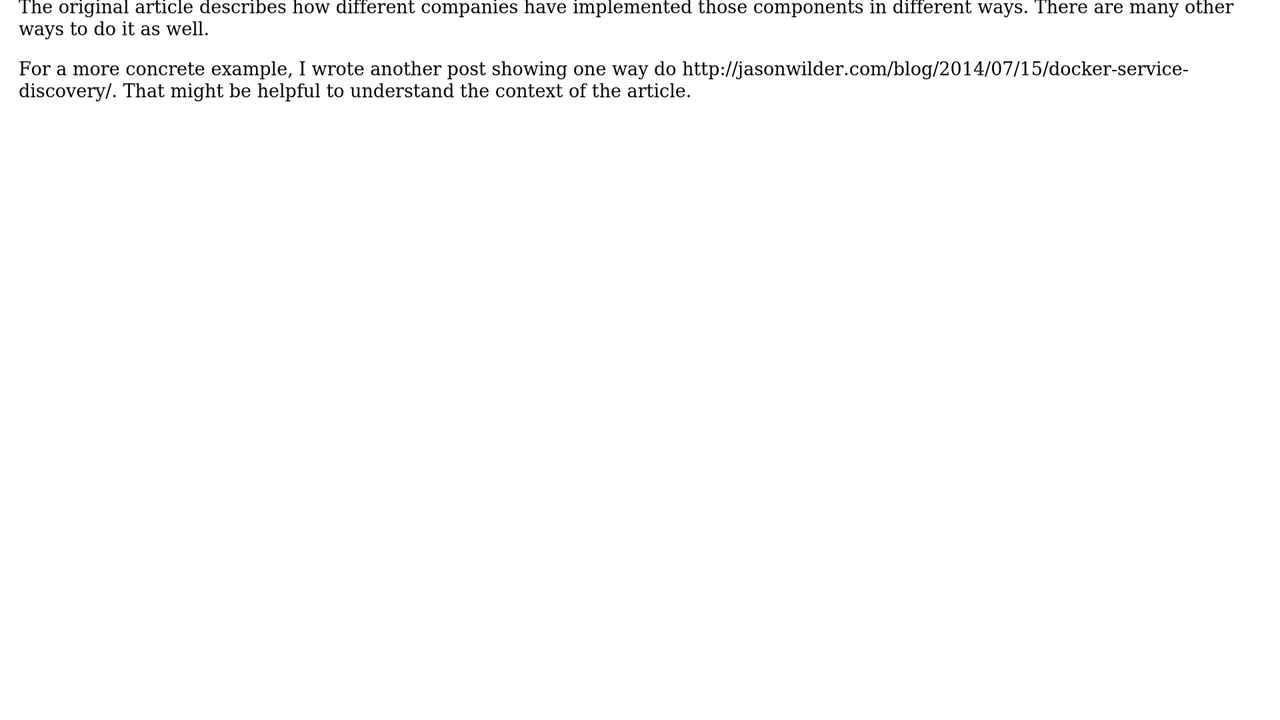 The original article describes how different companies have implemented those components in different ways. There are many other
ways to do it as well.
For a more concrete example, I wrote another post showing one way do http://jasonwilder.com/blog/2014/07/15/docker-service-
discovery/. That might be helpful to understand the context of the article.